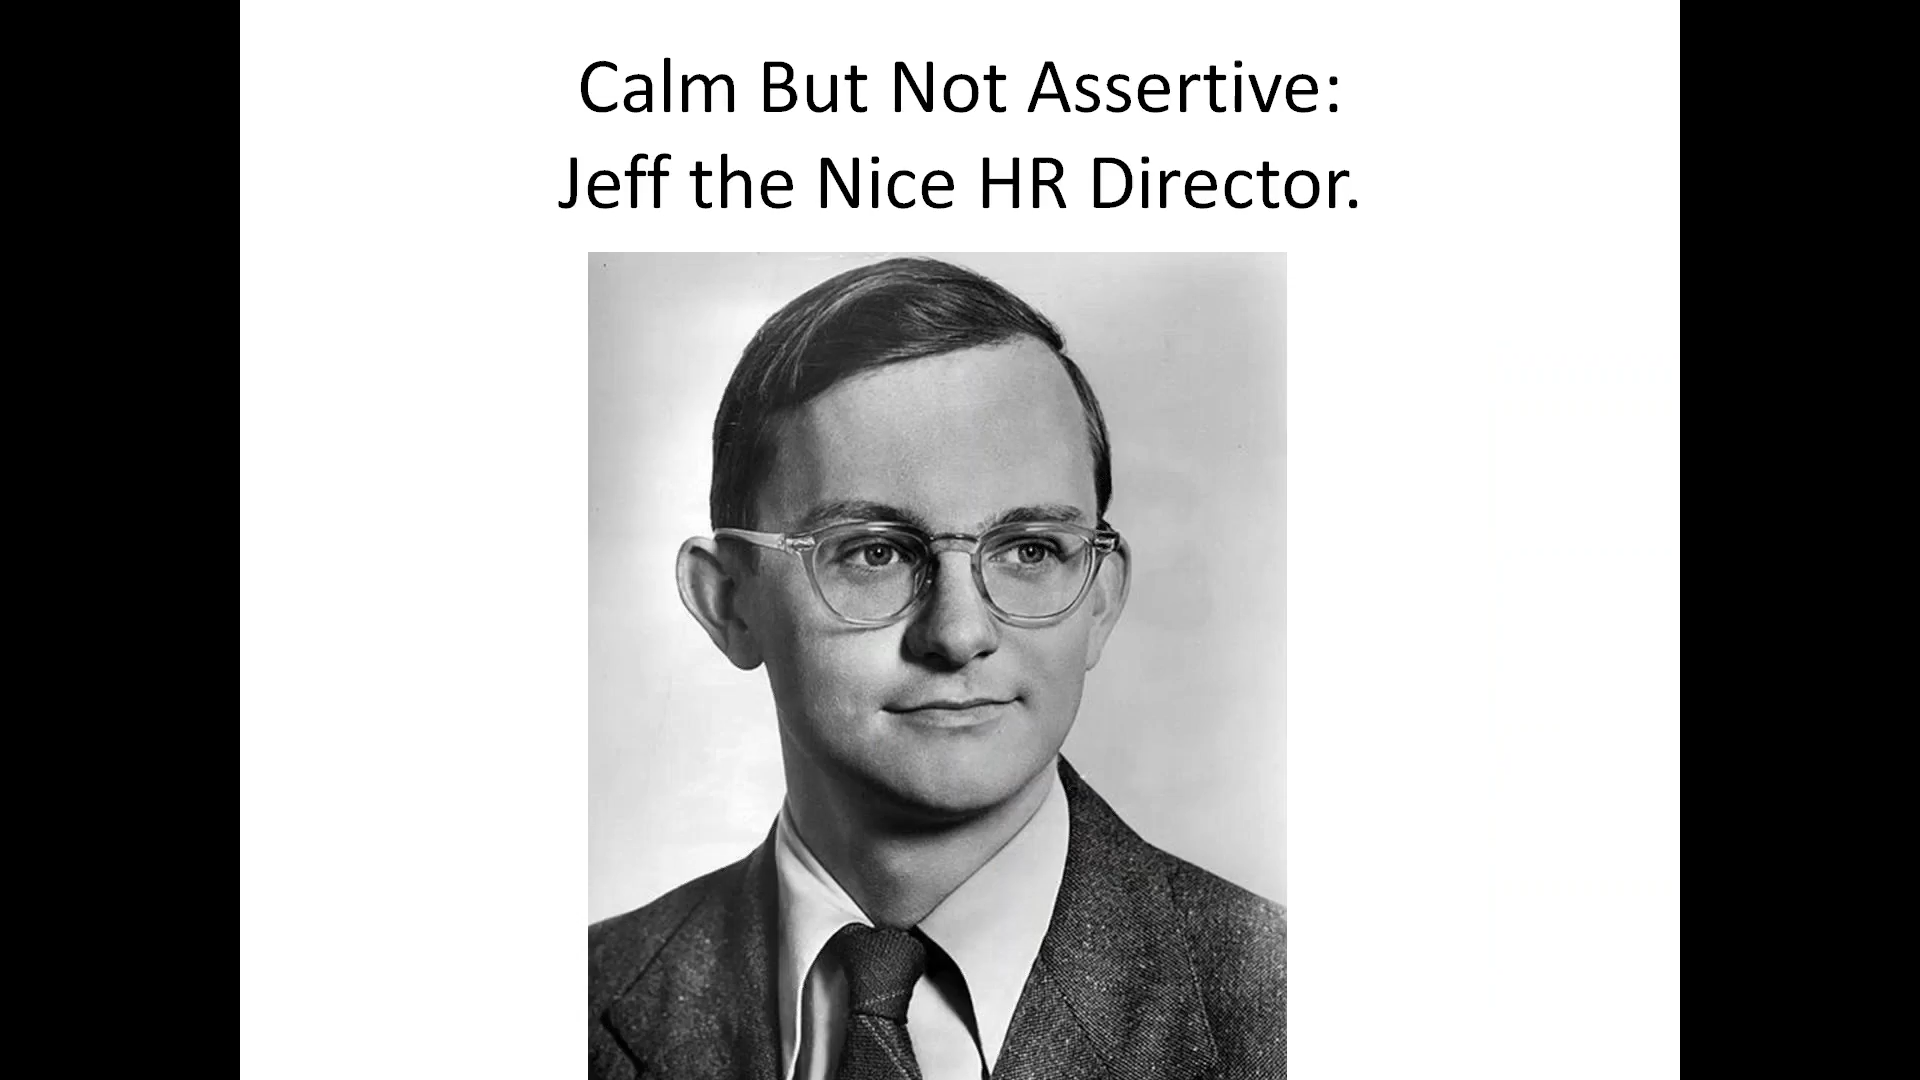 Calm But Not Assertive:
Jeff the Nice HR Director.